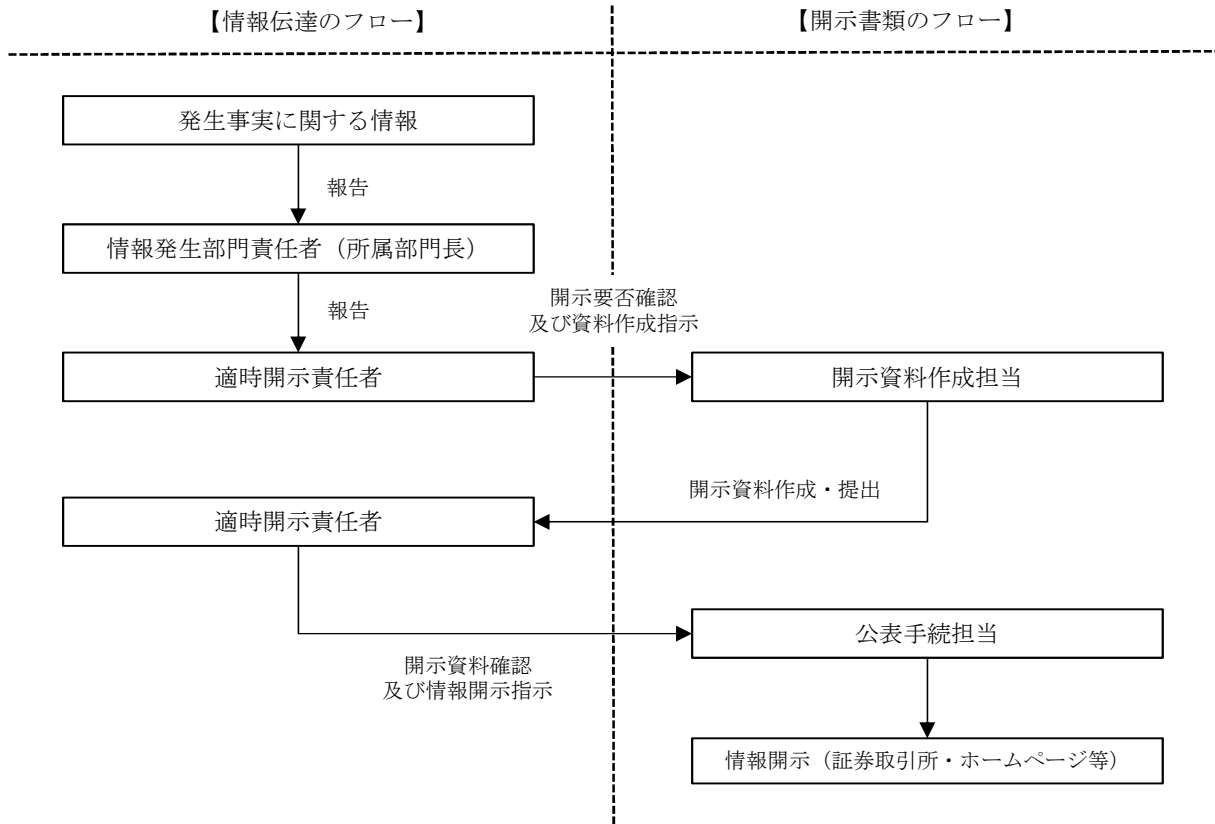 【情報伝達のフロー】
【開示書類のフロー】
発生事実に関する情報
報告
情報発生部門責任者（所属部門長）
報告
開示要否確認
及び資料作成指示
適時開示責任者
開示資料作成担当
開示資料作成・提出
適時開示責任者
公表手続担当
開示資料確認
及び情報開示指示
情報開示（証券取引所・ホームページ等）